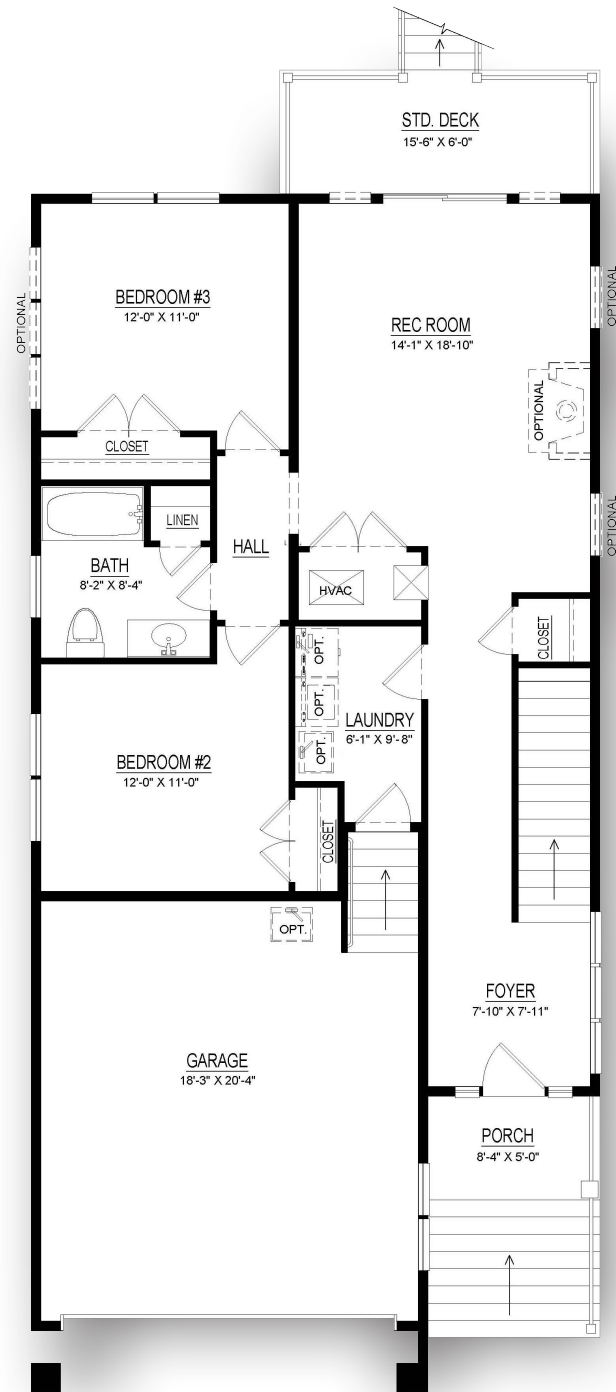 STD. DECK
15'-6" X 6'-0"
BEDROOM #3
12'-0" X 11'-0"
OPTIONAL
OPTIONAL
REC ROOM
14'-1" X 18'-10"
OPTIONAL
CLOSET
LINEN
OPTIONAL
HALL
BATH
8'-2" X 8'-4"
HVAC
CLOSET
OPT.
OPT.
OPT.
LAUNDRY
6'-1" X 9'-8"
BEDROOM #2
12'-0" X 11'-0"
CLOSET
OPT.
FOYER
7'-10" X 7'-11"
GARAGE
18'-3" X 20'-4"
PORCH
8'-4" X 5'-0"